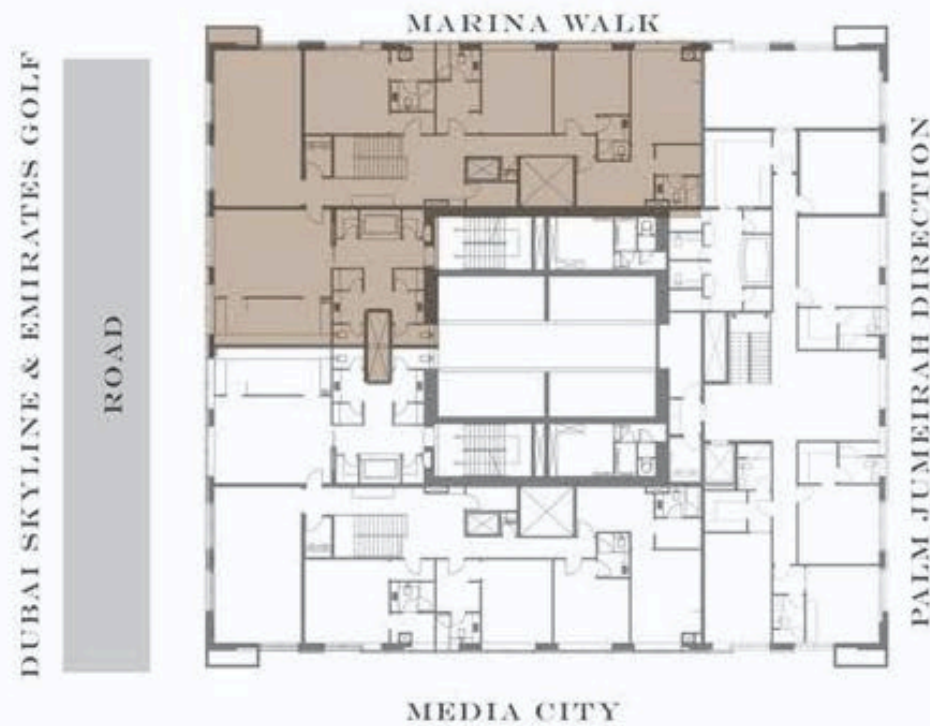 MARINA WALK
DUBAI SKYLINE & EMIRATES GOLF
ROAD
PALM JUMEIRAH DIRECTION
MEDIA CITY